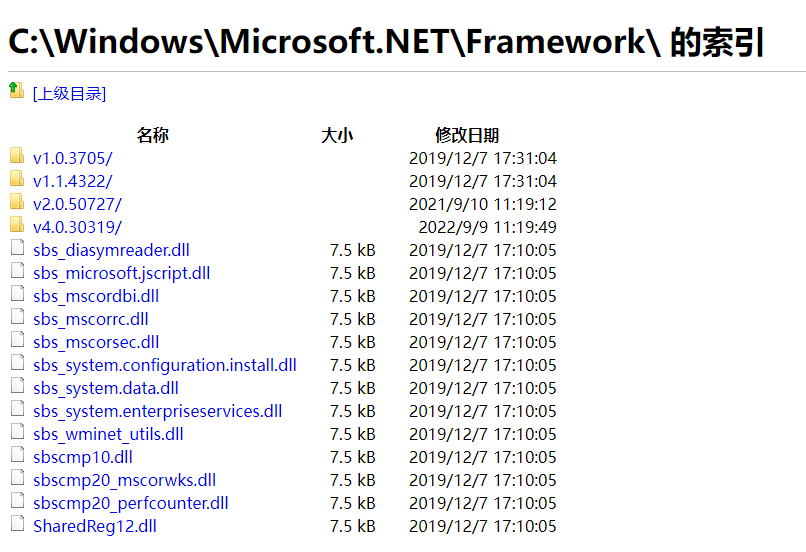 C:\Windows\Microsoft.NET\Framework\ 的索引
[上级目录]
名称 大小 修改日期
v1.0.3705/ 2019/12/7 17:31:04
v1.1.4322/ 2019/12/7 17:31:04
v2.0.50727/ 2021/9/10 11:19:12
v4.0.30319/ 2022/9/9 11:19:49
sbs_diasymreader.dll 7.5 kB 2019/12/7 17:10:05
sbs_microsoft.jscript.dll 7.5 kB 2019/12/7 17:10:05
sbs_mscordbi.dll 7.5 kB 2019/12/7 17:10:05
sbs_mscorrc.dll 7.5 kB 2019/12/7 17:10:05
sbs_mscorsec.dll 7.5 kB 2019/12/7 17:10:05
sbs_system.configuration.install.dll 7.5 kB 2019/12/7 17:10:05
sbs_system.data.dll 7.5 kB 2019/12/7 17:10:05
sbs_system.enterpriseservices.dll 7.5 kB 2019/12/7 17:10:05
sbs_wminet_utils.dll 7.5 kB 2019/12/7 17:10:05
sbscmp10.dll 7.5 kB 2019/12/7 17:10:05
sbscmp20_mscorwks.dll 7.5 kB 2019/12/7 17:10:05
sbscmp20_perfcounter.dll 7.5 kB 2019/12/7 17:10:05
SharedReg12.dll 7.5 kB 2019/12/7 17:10:05